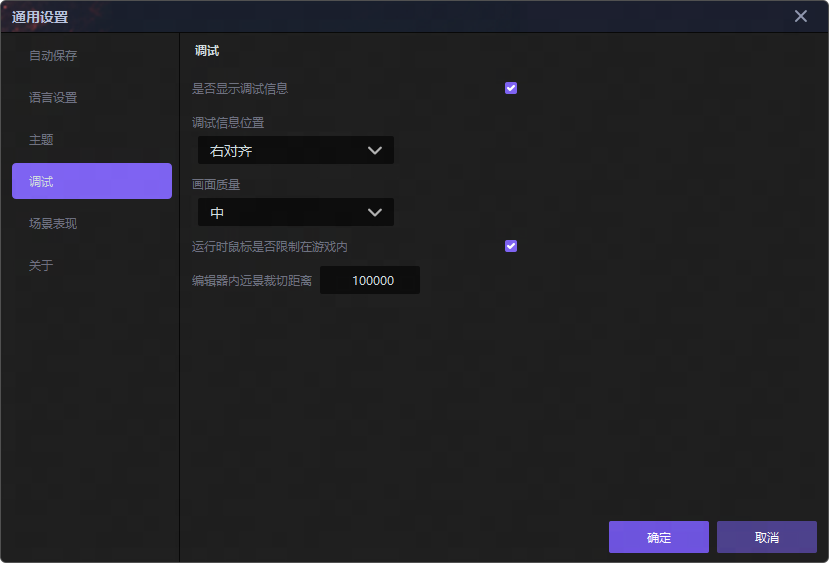 通用设置
自动保存
语言设置
主题
调试
场景表现
关于
调试
是否显示调试信息
调试信息位置
右对齐
画面质量
中
运行时鼠标是否限制在游戏内
编辑器内远景裁切距离 100000
确定 取消